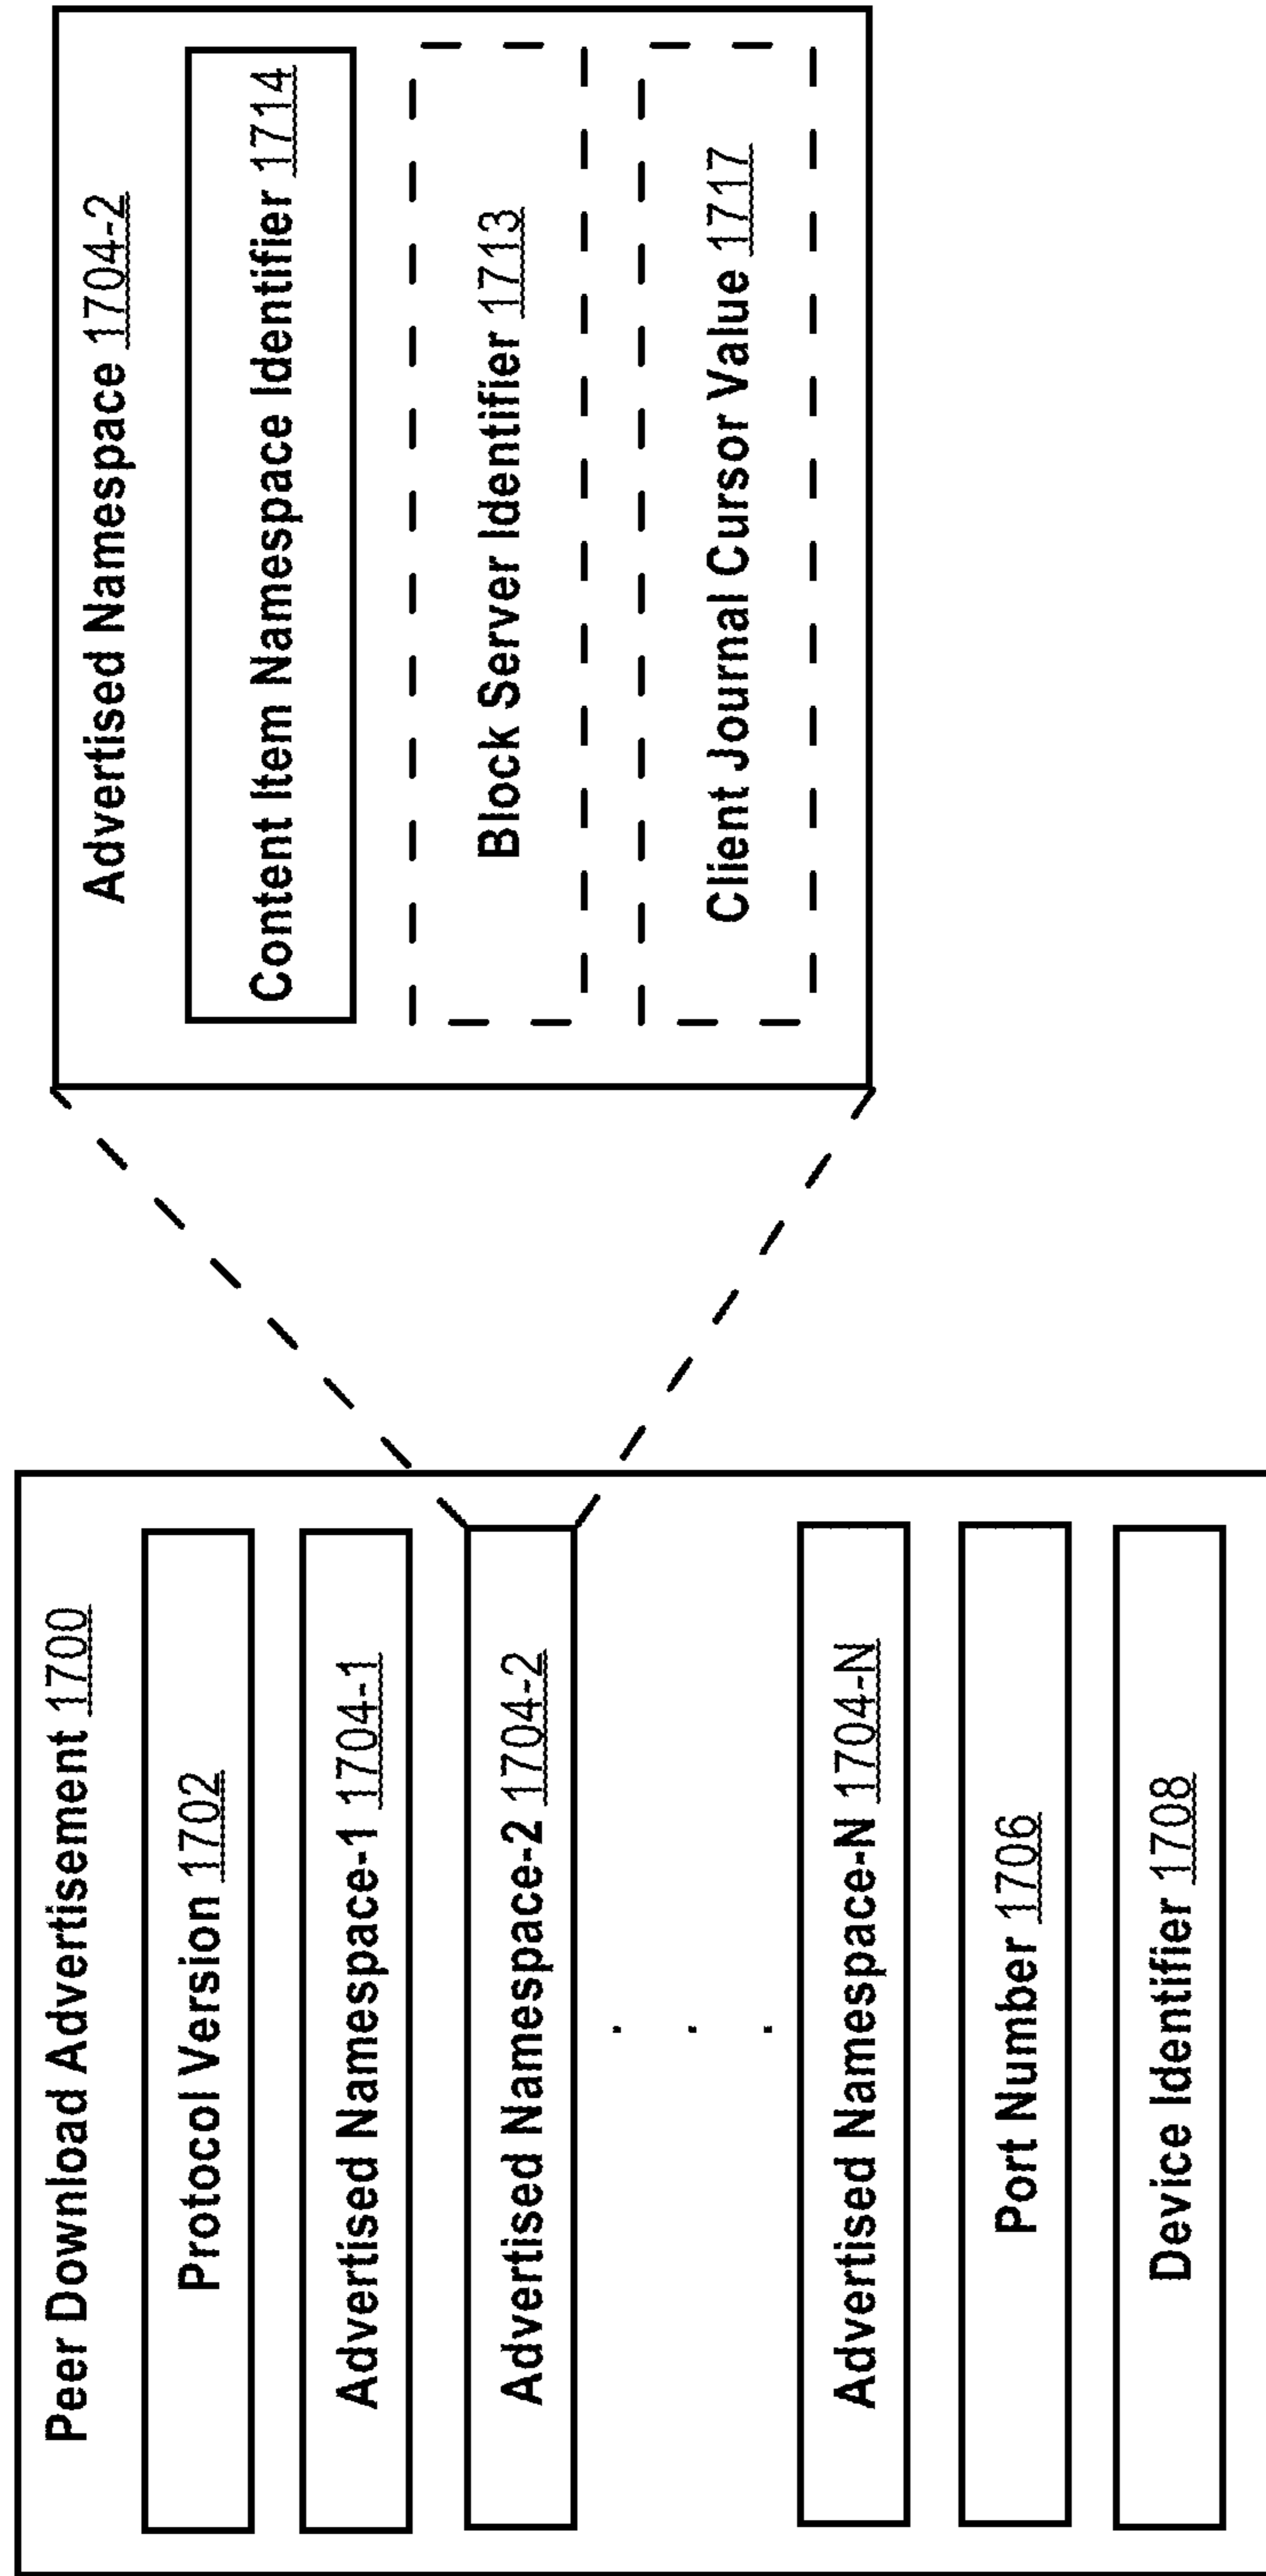 Peer Download Advertisement 1700
Protocol Version 1702
Advertised Namespace-1 1704-1
Advertised Namespace-2 1704-2
. . .
Advertised Namespace-N 1704-N
Port Number 1706
Device Identifier 1708
Advertised Namespace 1704-2
Content Item Namespace Identifier 1714
Block Server Identifier 1713
Client Journal Cursor Value 1717